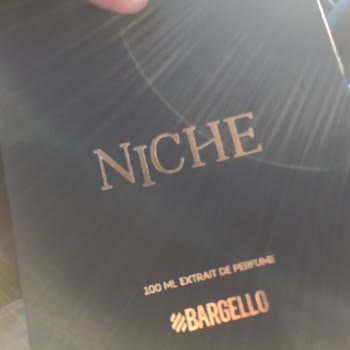 NICHE
100 ML EXTRAIT DE PERFUME
BARGELLO